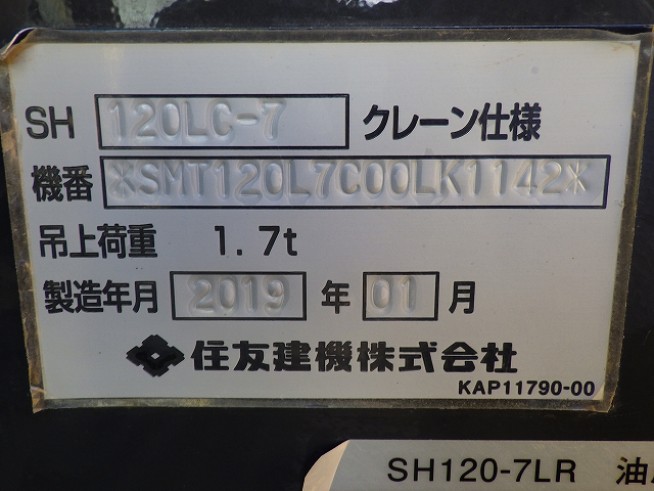 SH 120LC-7 クレーン仕様
機番 *SMT120L7C00LK1142*
吊上荷重 1.7t
製造年月 2019 年 01 月
住友建機株式会社
KAP11790-00
SH120-7LR 油